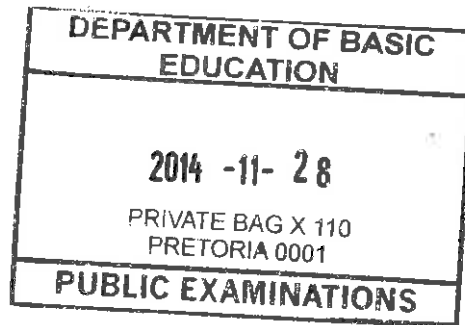 DEPARTMENT OF BASIC
EDUCATION
2014 -11- 28
PRIVATE BAG X 110
PRETORIA 0001
PUBLIC EXAMINATIONS